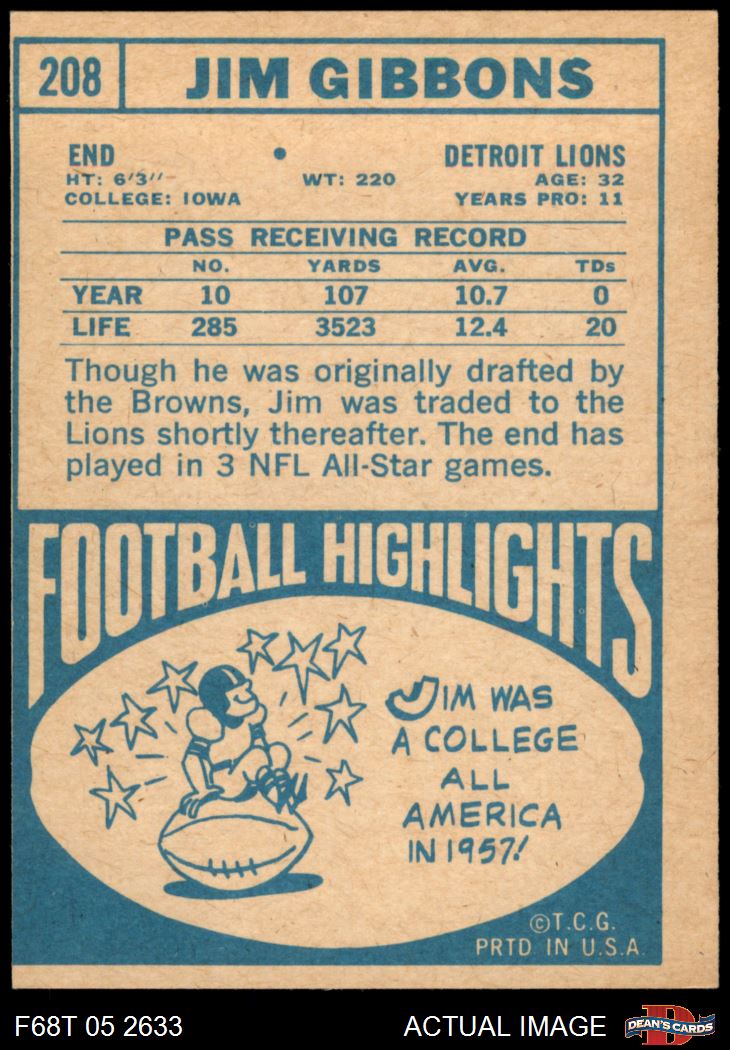 208 JIM GIBBONS
END • DETROIT LIONS
HT: 6'3" WT: 220 AGE: 32
COLLEGE: IOWA YEARS PRO: 11
PASS RECEIVING RECORD
NO. YARDS AVG. TDs
YEAR 10 107 10.7 0
LIFE 285 3523 12.4 20
Though he was originally drafted by
the Browns, Jim was traded to the
Lions shortly thereafter. The end has
played in 3 NFL All-Star games.
FOOTBALL HIGHLIGHTS
JIM WAS
A COLLEGE
ALL
AMERICA
IN 1957!
©T.C.G.
PRTD IN U.S.A.
F68T 05 2633 ACTUAL IMAGE D DEAN'S CARDS